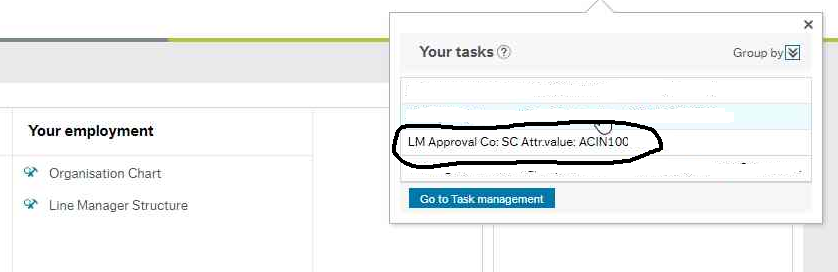 Your tasks
Group by
Your employment
LM Approval Co: SC Attr.value: ACIN100
Organisation Chart
Go to Task management
Line Manager Structure